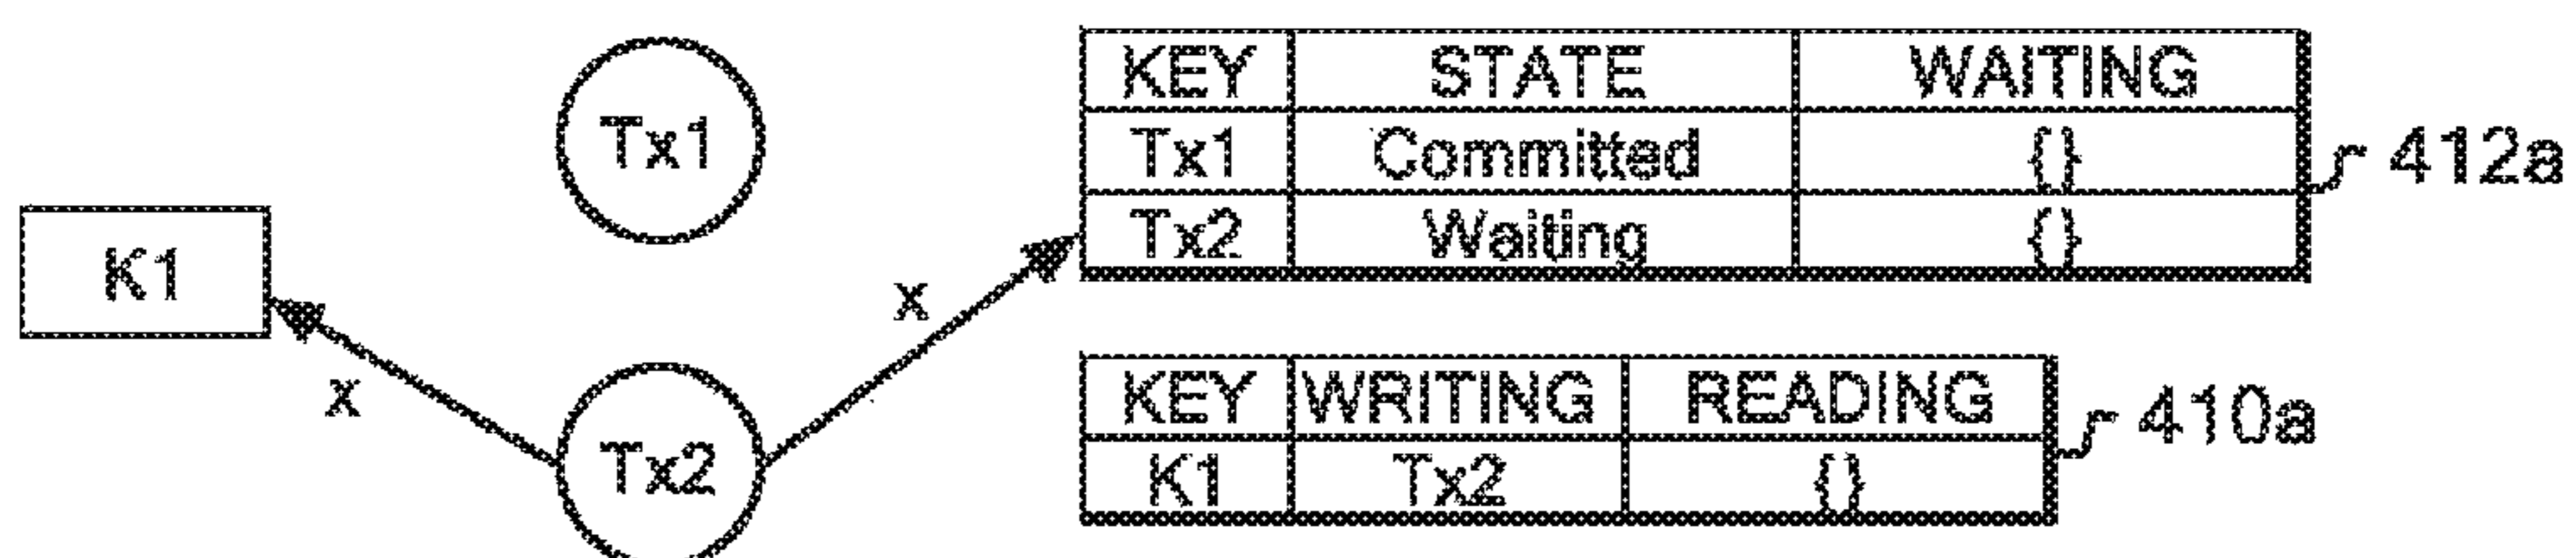 Tx1
K1
x
x
Tx2
KEY STATE WAITING
Tx1 Committed {}
Tx2 Waiting {}
412a
KEY WRITING READING
K1 Tx2 {}
410a